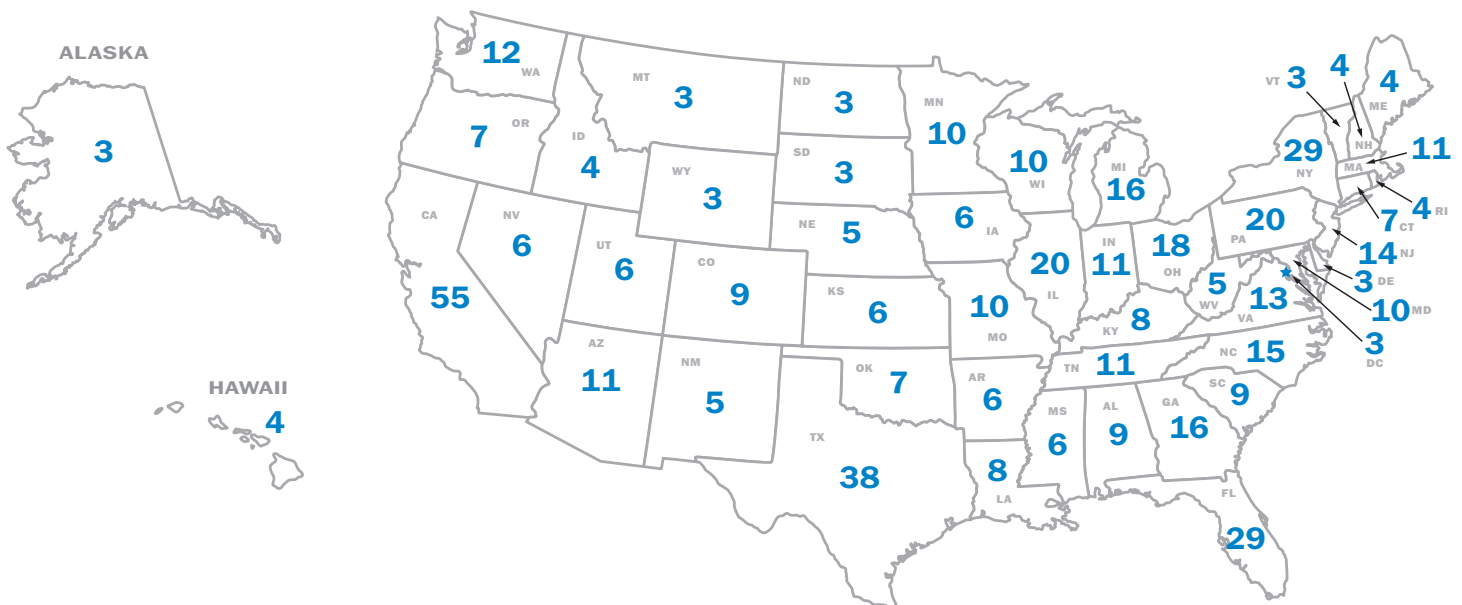 ALASKA
3
HAWAII
4
12
WA
7
OR
55
CA
6
NV
4
ID
3
MT
3
WY
6
UT
9
CO
11
AZ
5
NM
3
ND
3
SD
5
NE
6
KS
7
OK
38
TX
10
MN
6
IA
10
MO
6
AR
8
LA
10
WI
20
IL
16
MI
11
IN
18
OH
8
KY
11
TN
6
MS
9
AL
16
GA
29
FL
9
SC
15
NC
13
VA
5
WV
20
PA
29
NY
VT 3
4
NH
4
ME
11
MA
4 RI
7 CT
14 NJ
3 DE
10 MD
3
DC